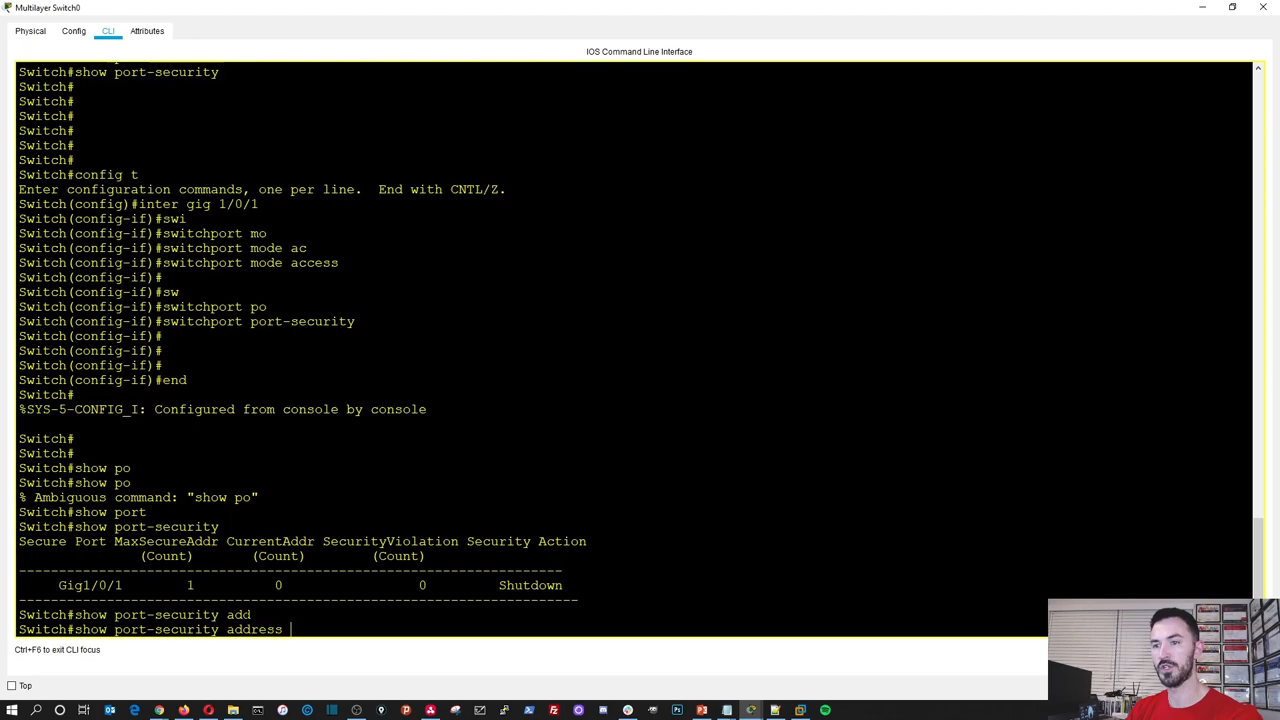 Multilayer Switch0
Physical Config CLI Attributes
IOS Command Line Interface
Switch#show port-security
Switch#
Switch#
Switch#
Switch#
Switch#
Switch#
Switch#config t
Enter configuration commands, one per line.  End with CNTL/Z.
Switch(config)#inter gig 1/0/1
Switch(config-if)#swi
Switch(config-if)#switchport mo
Switch(config-if)#switchport mode ac
Switch(config-if)#switchport mode access
Switch(config-if)#
Switch(config-if)#sw
Switch(config-if)#switchport po
Switch(config-if)#switchport port-security
Switch(config-if)#
Switch(config-if)#
Switch(config-if)#
Switch(config-if)#end
Switch#
%SYS-5-CONFIG_I: Configured from console by console
Switch#
Switch#
Switch#show po
Switch#show po
% Ambiguous command: "show po"
Switch#show port
Switch#show port-security
Secure Port MaxSecureAddr CurrentAddr SecurityViolation Security Action
(Count) (Count) (Count)
--------------------------------------------------------------------
Gig1/0/1 1 0 0 Shutdown
----------------------------------------------------------------------
Switch#show port-security add
Switch#show port-security address
Ctrl+F6 to exit CLI focus
Top